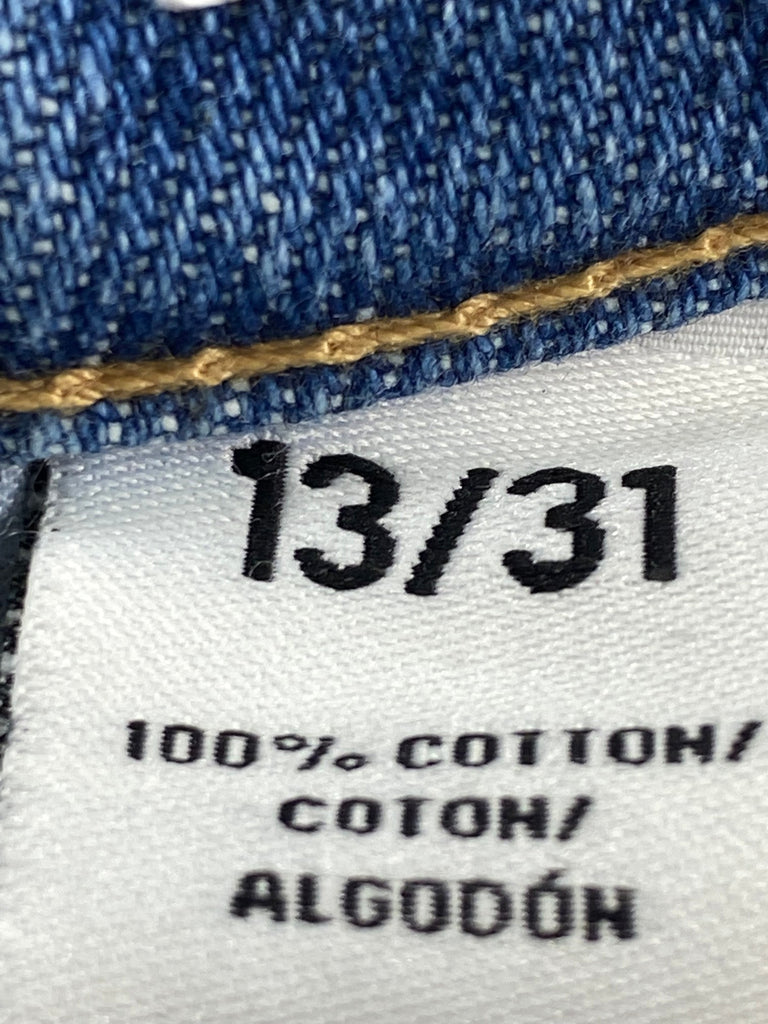 13/31
100% COTTON/
COTON/
ALGODÓN